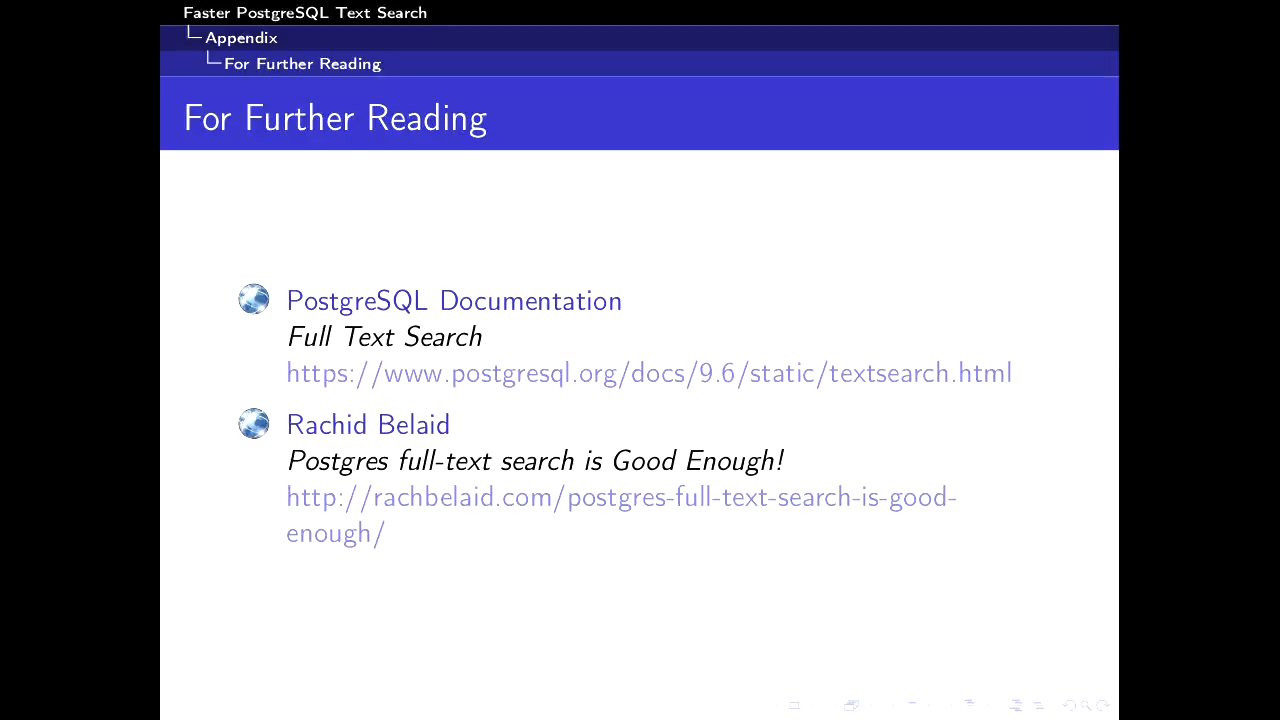 Faster PostgreSQL Text Search
Appendix
For Further Reading
For Further Reading
PostgreSQL Documentation
Full Text Search
https://www.postgresql.org/docs/9.6/static/textsearch.html
Rachid Belaid
Postgres full-text search is Good Enough!
http://rachbelaid.com/postgres-full-text-search-is-good-
enough/